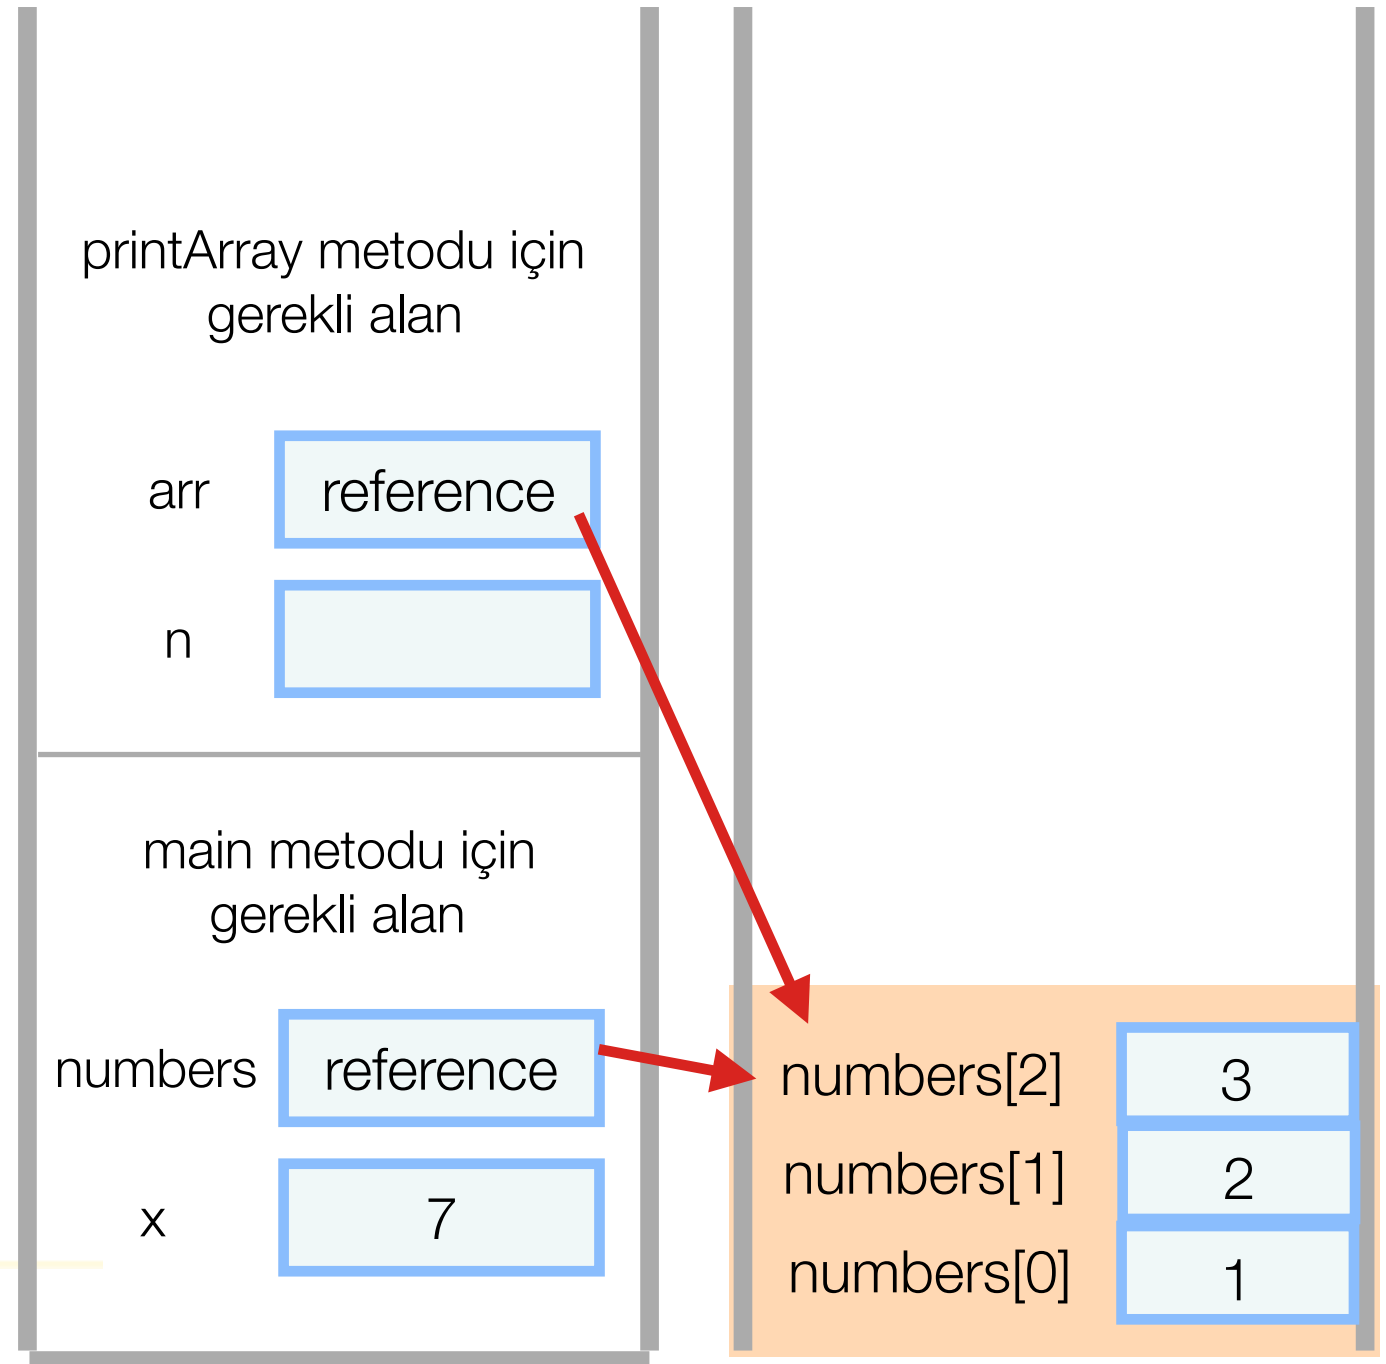 printArray metodu için
gerekli alan
arr reference
n
main metodu için
gerekli alan
numbers reference
x 7
numbers[2] 3
numbers[1] 2
numbers[0] 1